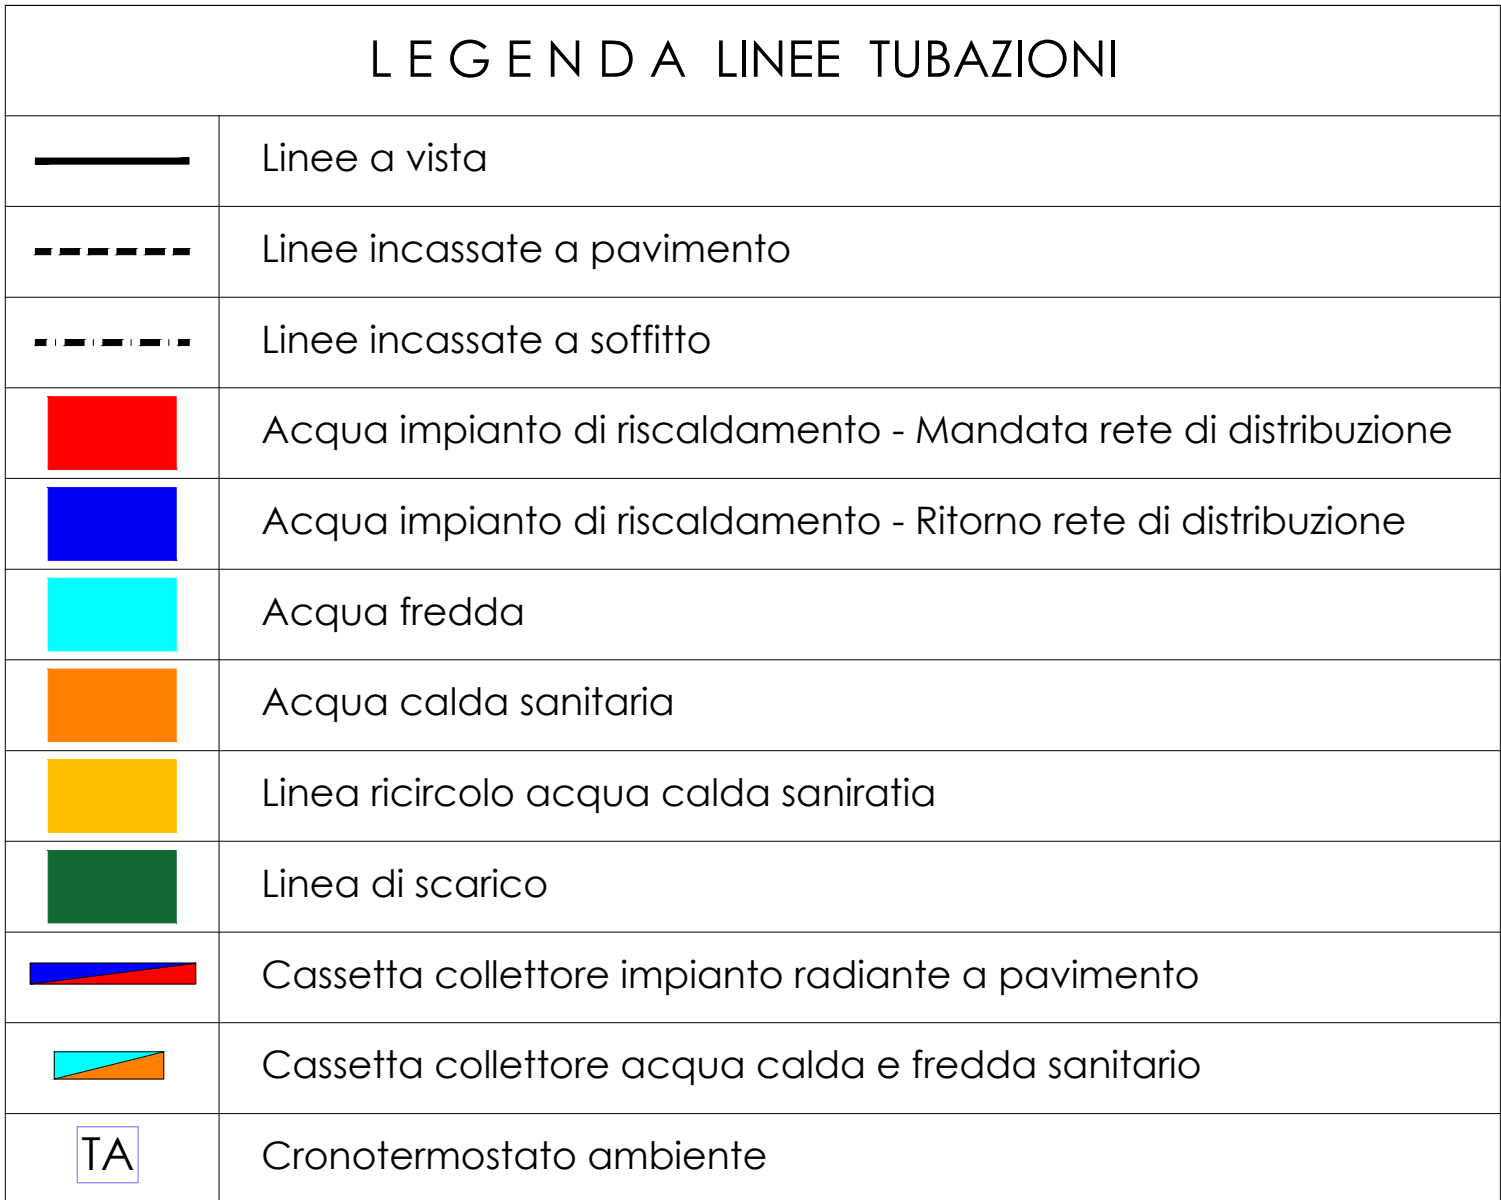 L E G E N D A LINEE TUBAZIONI
Linee a vista
Linee incassate a pavimento
Linee incassate a soffitto
Acqua impianto di riscaldamento - Mandata rete di distribuzione
Acqua impianto di riscaldamento - Ritorno rete di distribuzione
Acqua fredda
Acqua calda sanitaria
Linea ricircolo acqua calda saniratia
Linea di scarico
Cassetta collettore impianto radiante a pavimento
Cassetta collettore acqua calda e fredda sanitario
TA Cronotermostato ambiente